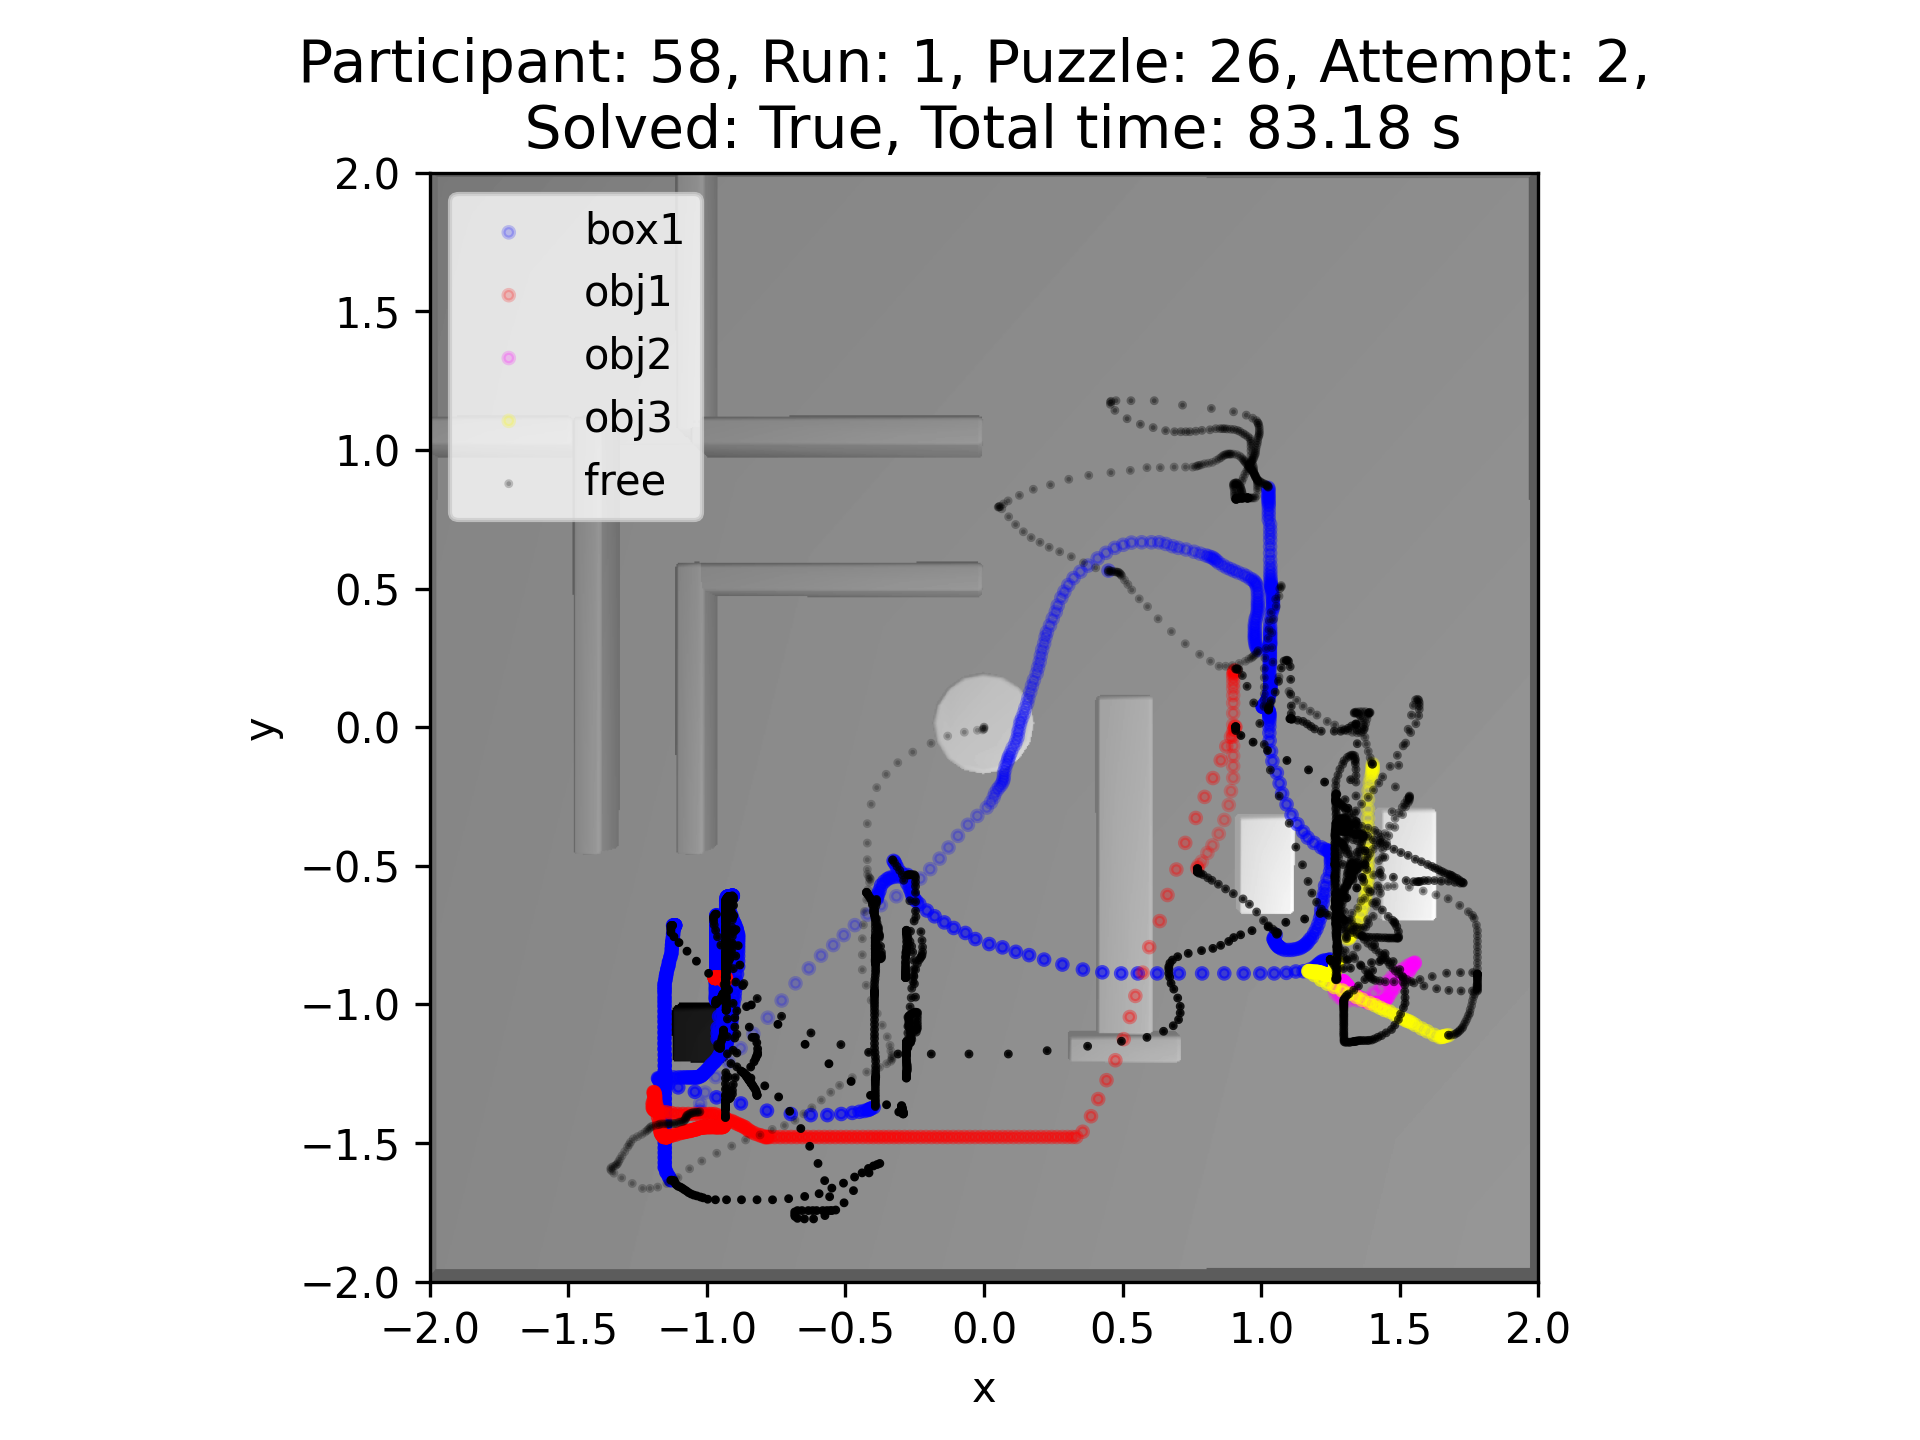 Participant: 58, Run: 1, Puzzle: 26, Attempt: 2,
Solved: True, Total time: 83.18 s
2.0
1.5
1.0
0.5
0.0
−0.5
−1.0
−1.5
−2.0
y
box1
obj1
obj2
obj3
free
−2.0 −1.5 −1.0 −0.5 0.0 0.5 1.0 1.5 2.0
x